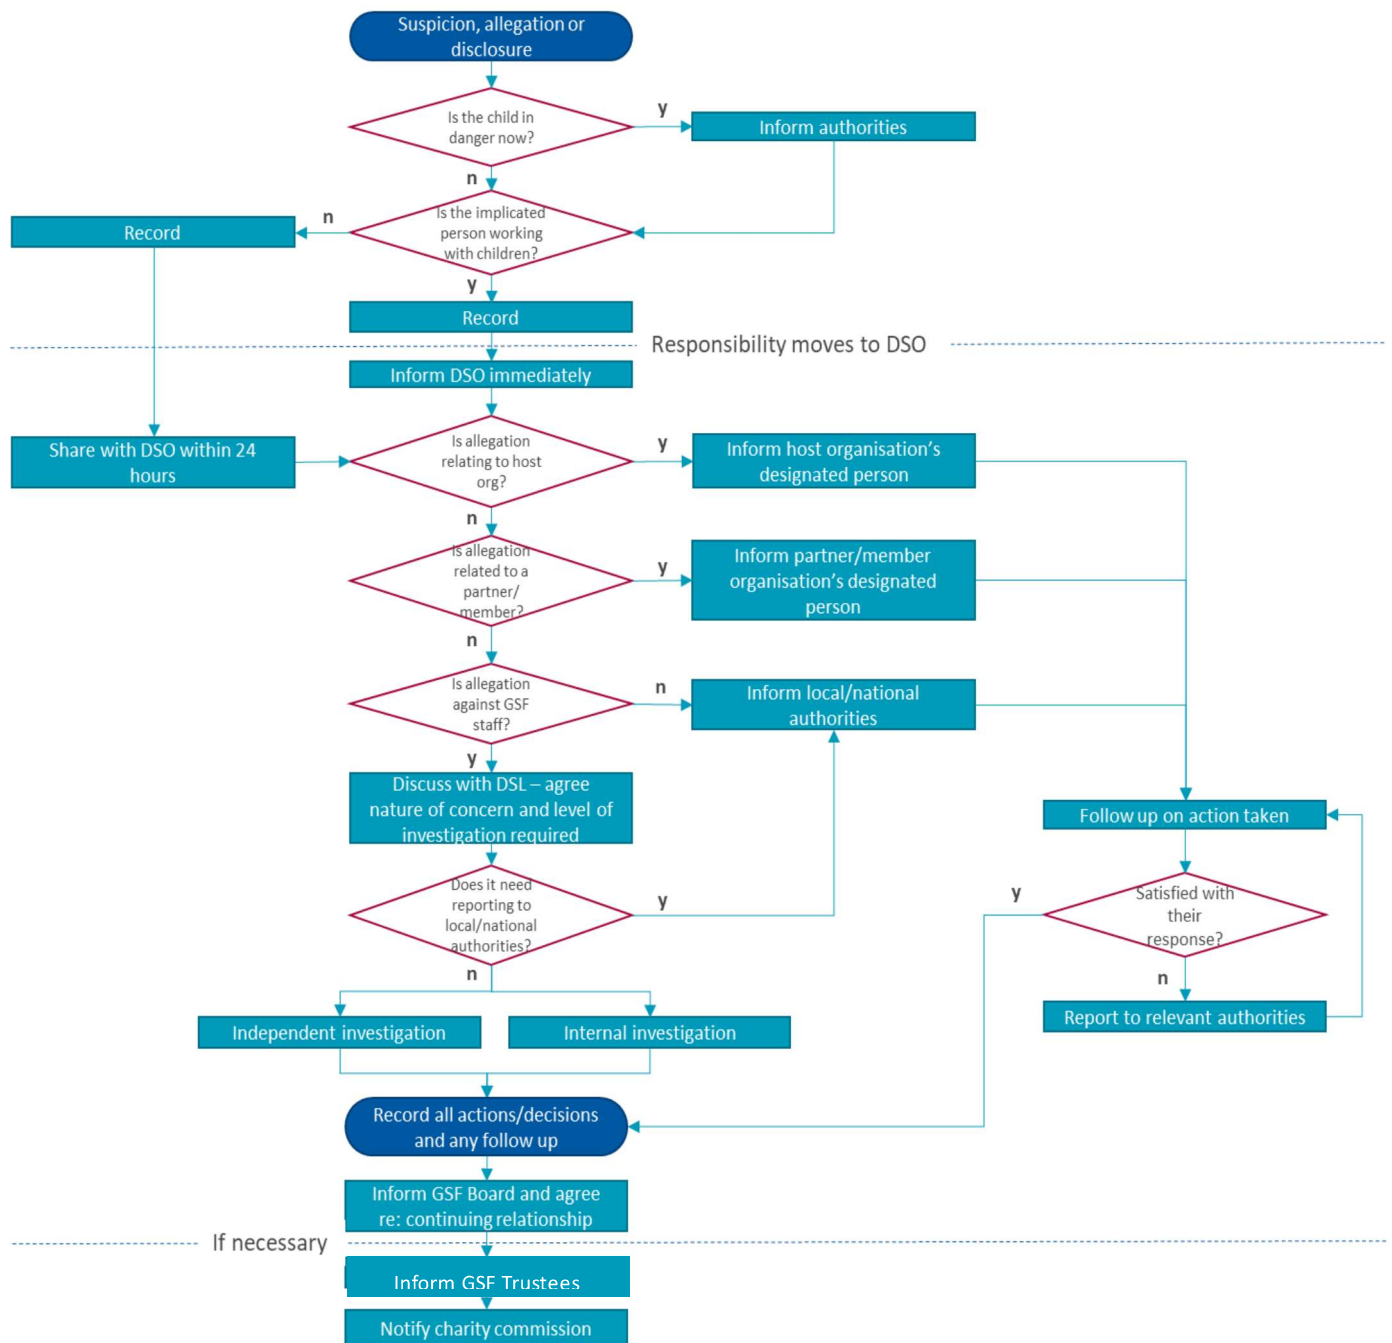 Suspicion, allegation or
disclosure
Is the child in
danger now?
y
Inform authorities
n
Is the implicated
person working
with children?
n
Record
y
Record
Responsibility moves to DSO
Inform DSO immediately
Share with DSO within 24
hours
Is allegation
relating to host
org?
y
Inform host organisation’s
designated person
n
Is allegation
related to a
partner/
member?
y
Inform partner/member
organisation’s designated
person
n
Is allegation
against GSF
staff?
n
Inform local/national
authorities
y
Discuss with DSL – agree
nature of concern and level of
investigation required
Does it need
reporting to
local/national
authorities?
y
n
Follow up on action taken
Satisfied with
their
response?
y
n
Report to relevant authorities
Independent investigation
Internal investigation
Record all actions/decisions
and any follow up
Inform GSF Board and agree
re: continuing relationship
If necessary
Inform GSF Trustees
Notify charity commission